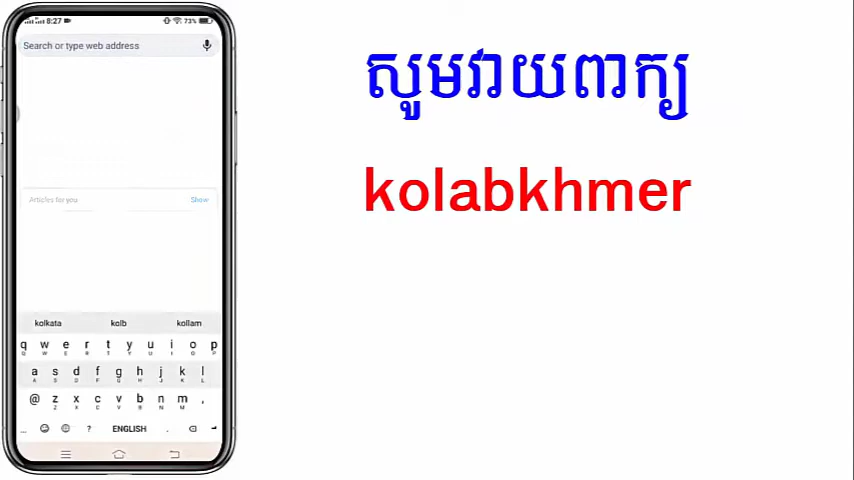 8:27 73%
Search or type web address
Articles for you Show
kolkata kolb kollam
q w e r t y u i o p
Q W E R T Y U I O P
a s d f g h j k l
A S D F G H J K L
@ z x c v b n m ,
Z X C V B N M
... ? ENGLISH .
សូមវាយពាក្យ
kolabkhmer